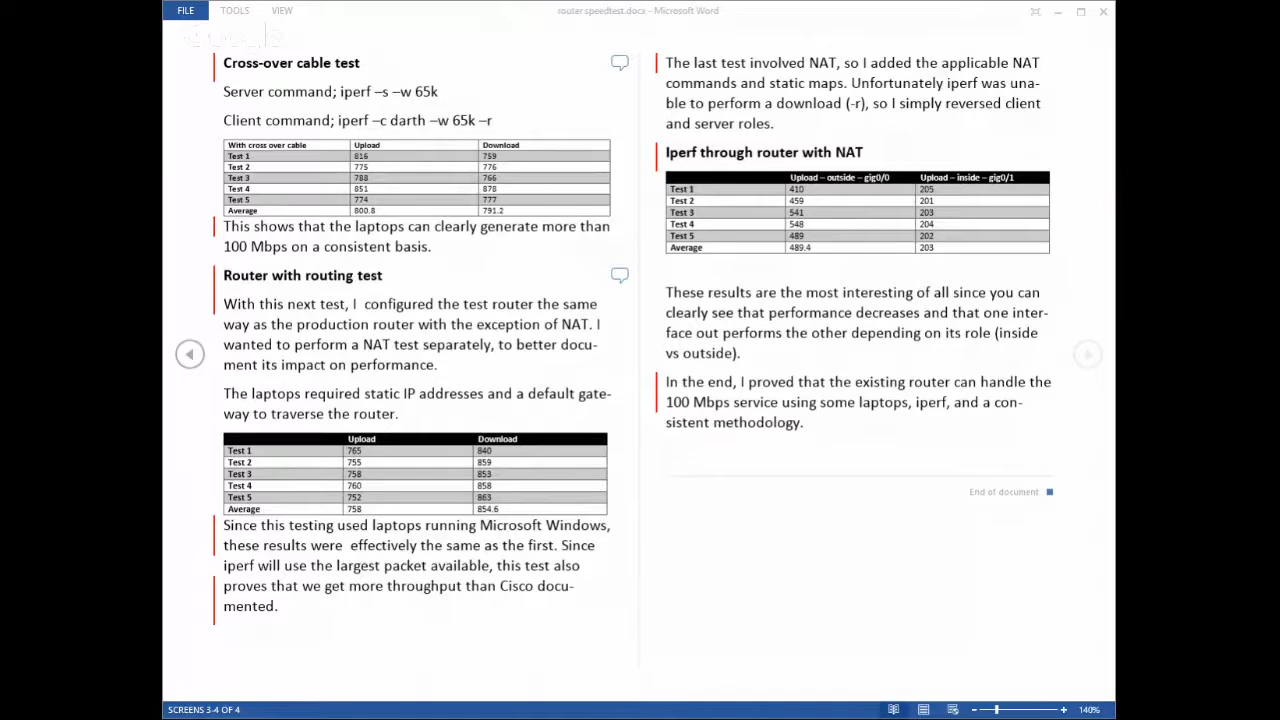 FILE TOOLS VIEW router speedtest.docx - Microsoft Word
Cross-over cable test
Server command; iperf –s –w 65k
Client command; iperf –c darth –w 65k –r
With cross over cable Upload Download
Test 1 816 759
Test 2 775 776
Test 3 788 766
Test 4 851 878
Test 5 774 777
Average 800.8 791.2
This shows that the laptops can clearly generate more than
100 Mbps on a consistent basis.
Router with routing test
With this next test, I  configured the test router the same
way as the production router with the exception of NAT. I
wanted to perform a NAT test separately, to better docu-
ment its impact on performance.
The laptops required static IP addresses and a default gate-
way to traverse the router.
Upload Download
Test 1 765 840
Test 2 755 859
Test 3 758 853
Test 4 760 858
Test 5 752 863
Average 758 854.6
Since this testing used laptops running Microsoft Windows,
these results were  effectively the same as the first. Since
iperf will use the largest packet available, this test also
proves that we get more throughput than Cisco docu-
mented.
The last test involved NAT, so I added the applicable NAT
commands and static maps. Unfortunately iperf was una-
ble to perform a download (-r), so I simply reversed client
and server roles.
Iperf through router with NAT
Upload – outside – gig0/0 Upload – inside – gig0/1
Test 1 410 205
Test 2 459 201
Test 3 541 203
Test 4 548 204
Test 5 489 202
Average 489.4 203
These results are the most interesting of all since you can
clearly see that performance decreases and that one inter-
face out performs the other depending on its role (inside
vs outside).
In the end, I proved that the existing router can handle the
100 Mbps service using some laptops, iperf, and a con-
sistent methodology.
End of document
SCREENS 3-4 OF 4 140%